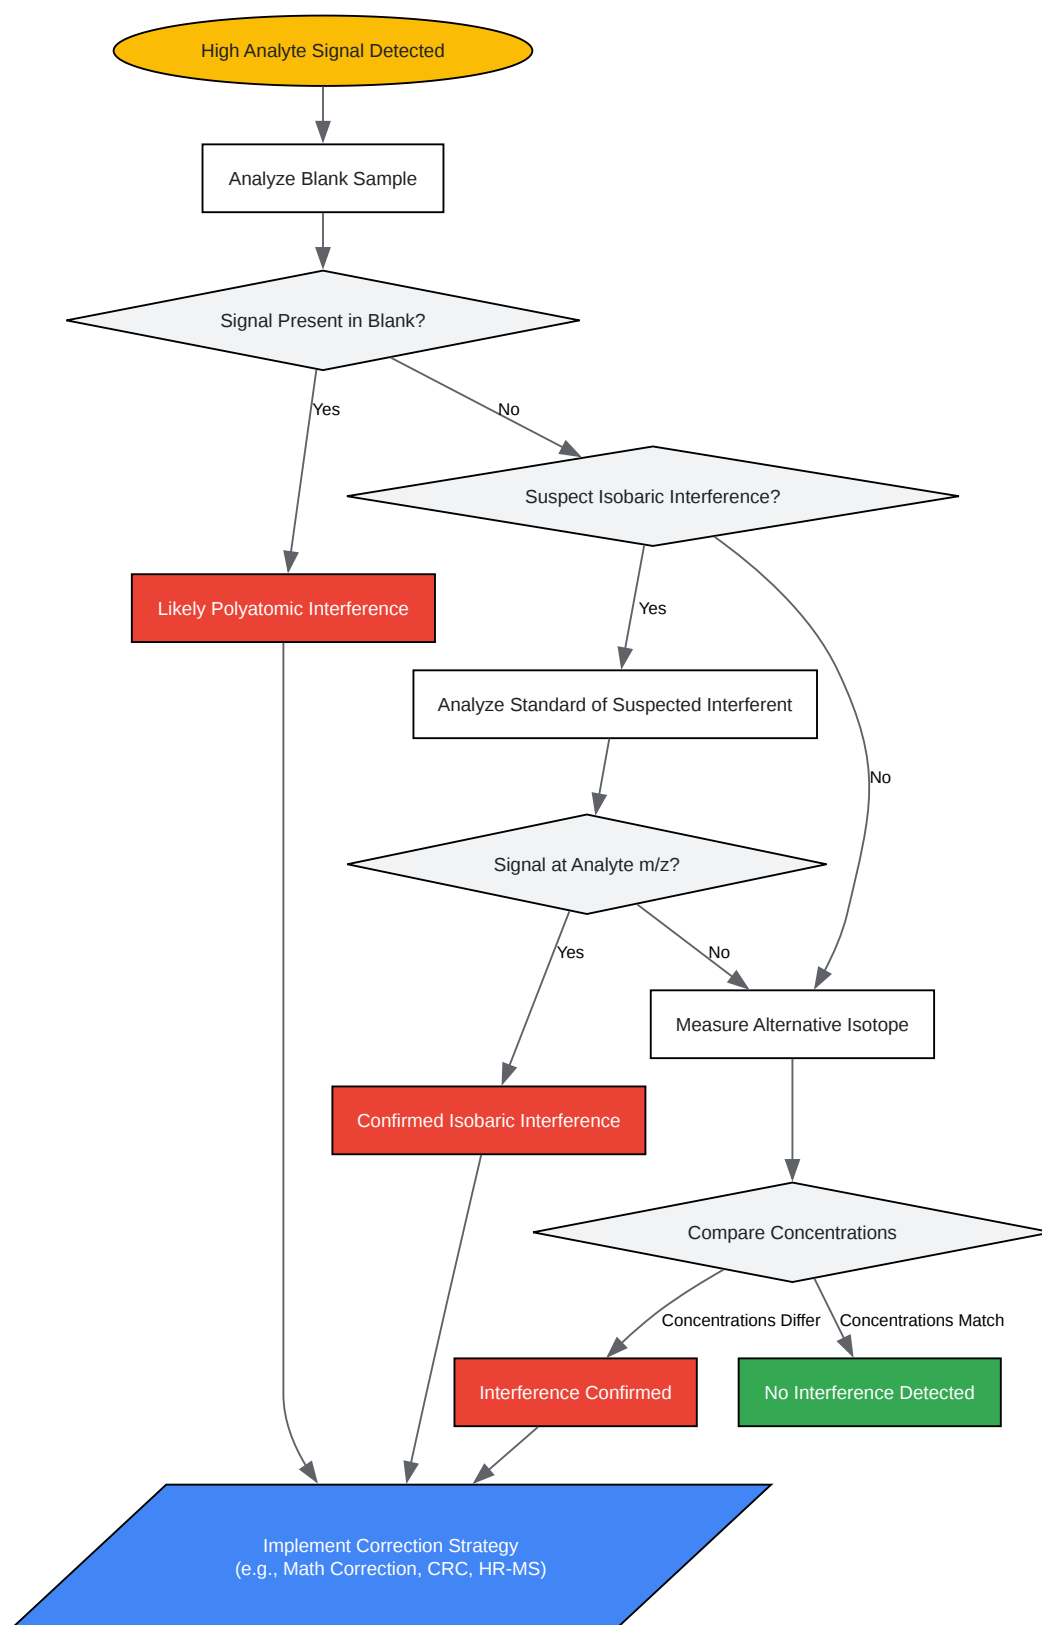 High Analyte Signal Detected
Analyze Blank Sample
Signal Present in Blank?
Yes
No
Suspect Isobaric Interference?
Likely Polyatomic Interference
Yes
Analyze Standard of Suspected Interferent
No
Signal at Analyte m/z?
Yes
No
Measure Alternative Isotope
Confirmed Isobaric Interference
Compare Concentrations
Concentrations Differ
Concentrations Match
Interference Confirmed
No Interference Detected
Implement Correction Strategy
(e.g., Math Correction, CRC, HR-MS)